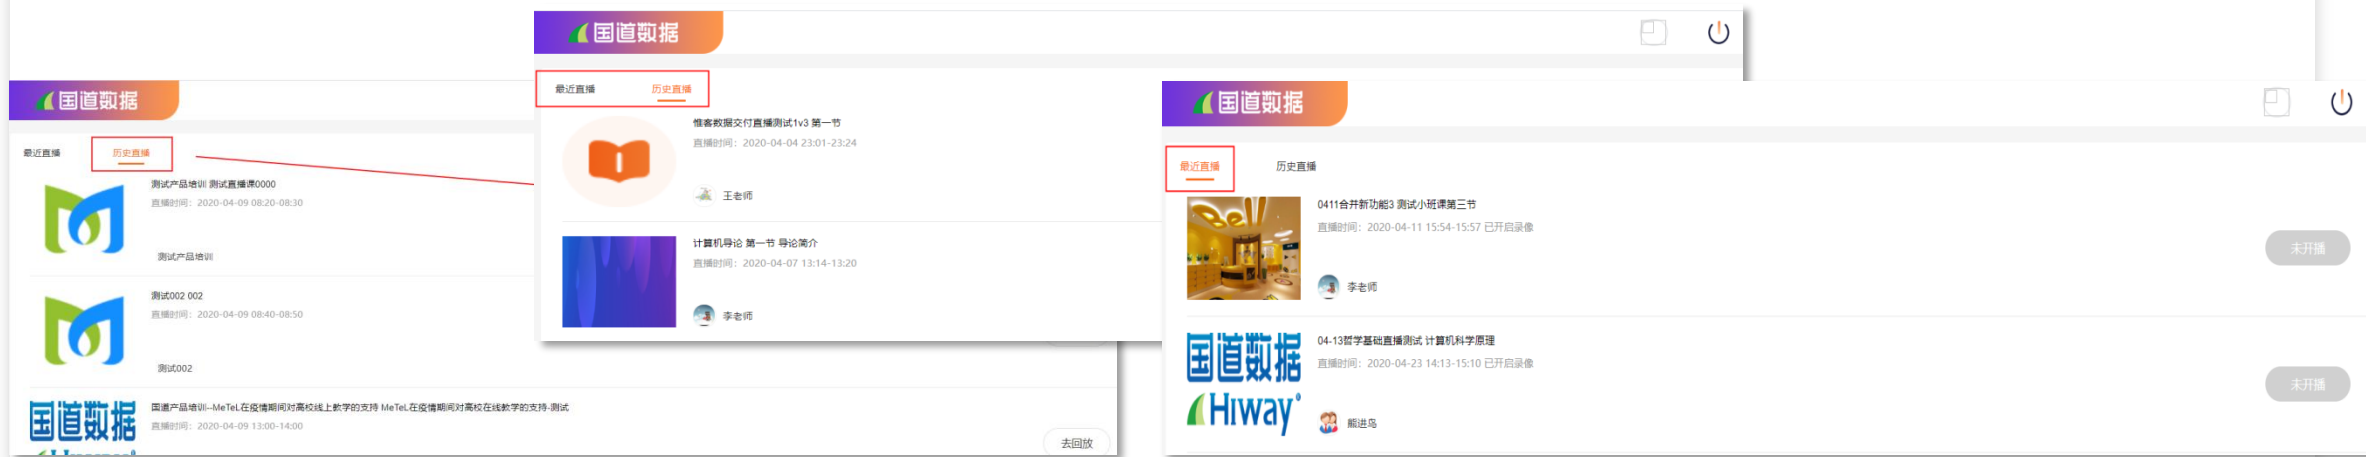 国道数据
最近直播
历史直播
测试产品培训 测试直播课0000
直播时间：2020-04-09 08:20-08:30
测试产品培训
测试002 002
直播时间：2020-04-09 08:40-08:50
测试002
国道数据
国道产品培训--MeTeL在疫情期间对高校线上教学的支持 MeTeL在疫情期间对高校在线教学的支持-测试
直播时间：2020-04-09 13:00-14:00
去回放
国道数据
最近直播
历史直播
惟客数据交付直播测试1v3 第一节
直播时间：2020-04-04 23:01-23:24
王老师
计算机导论 第一节 导论简介
直播时间：2020-04-07 13:14-13:20
李老师
国道数据
最近直播
历史直播
Bell
0411合并新功能3 测试小班课第三节
直播时间：2020-04-11 15:54-15:57 已开启录像
李老师
未开播
国道数据
Hiway
04-13哲学基础直播测试 计算机科学原理
直播时间：2020-04-23 14:13-15:10 已开启录像
熊进鸟
未开播